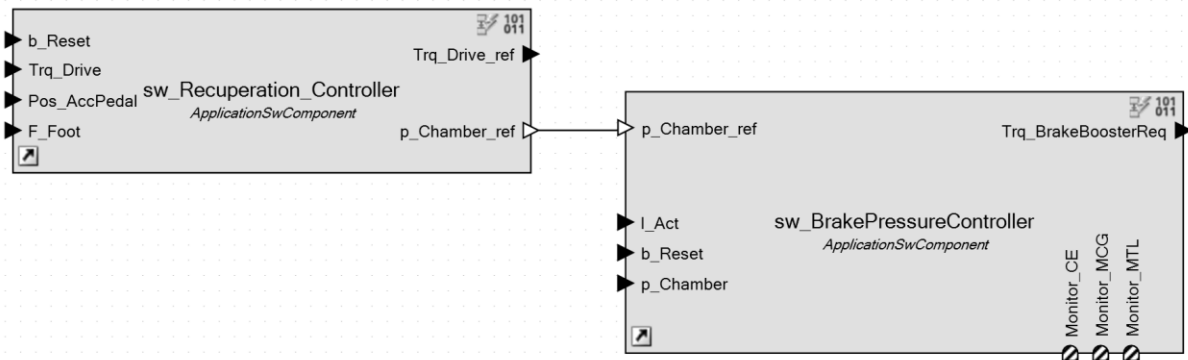 101
011
b_Reset
Trq_Drive_ref
Trq_Drive
sw_Recuperation_Controller
Pos_AccPedal
ApplicationSwComponent
F_Foot
p_Chamber_ref
101
011
p_Chamber_ref
Trq_BrakeBoosterReq
I_Act
sw_BrakePressureController
ApplicationSwComponent
b_Reset
p_Chamber
Monitor_CE
Monitor_MCG
Monitor_MTL